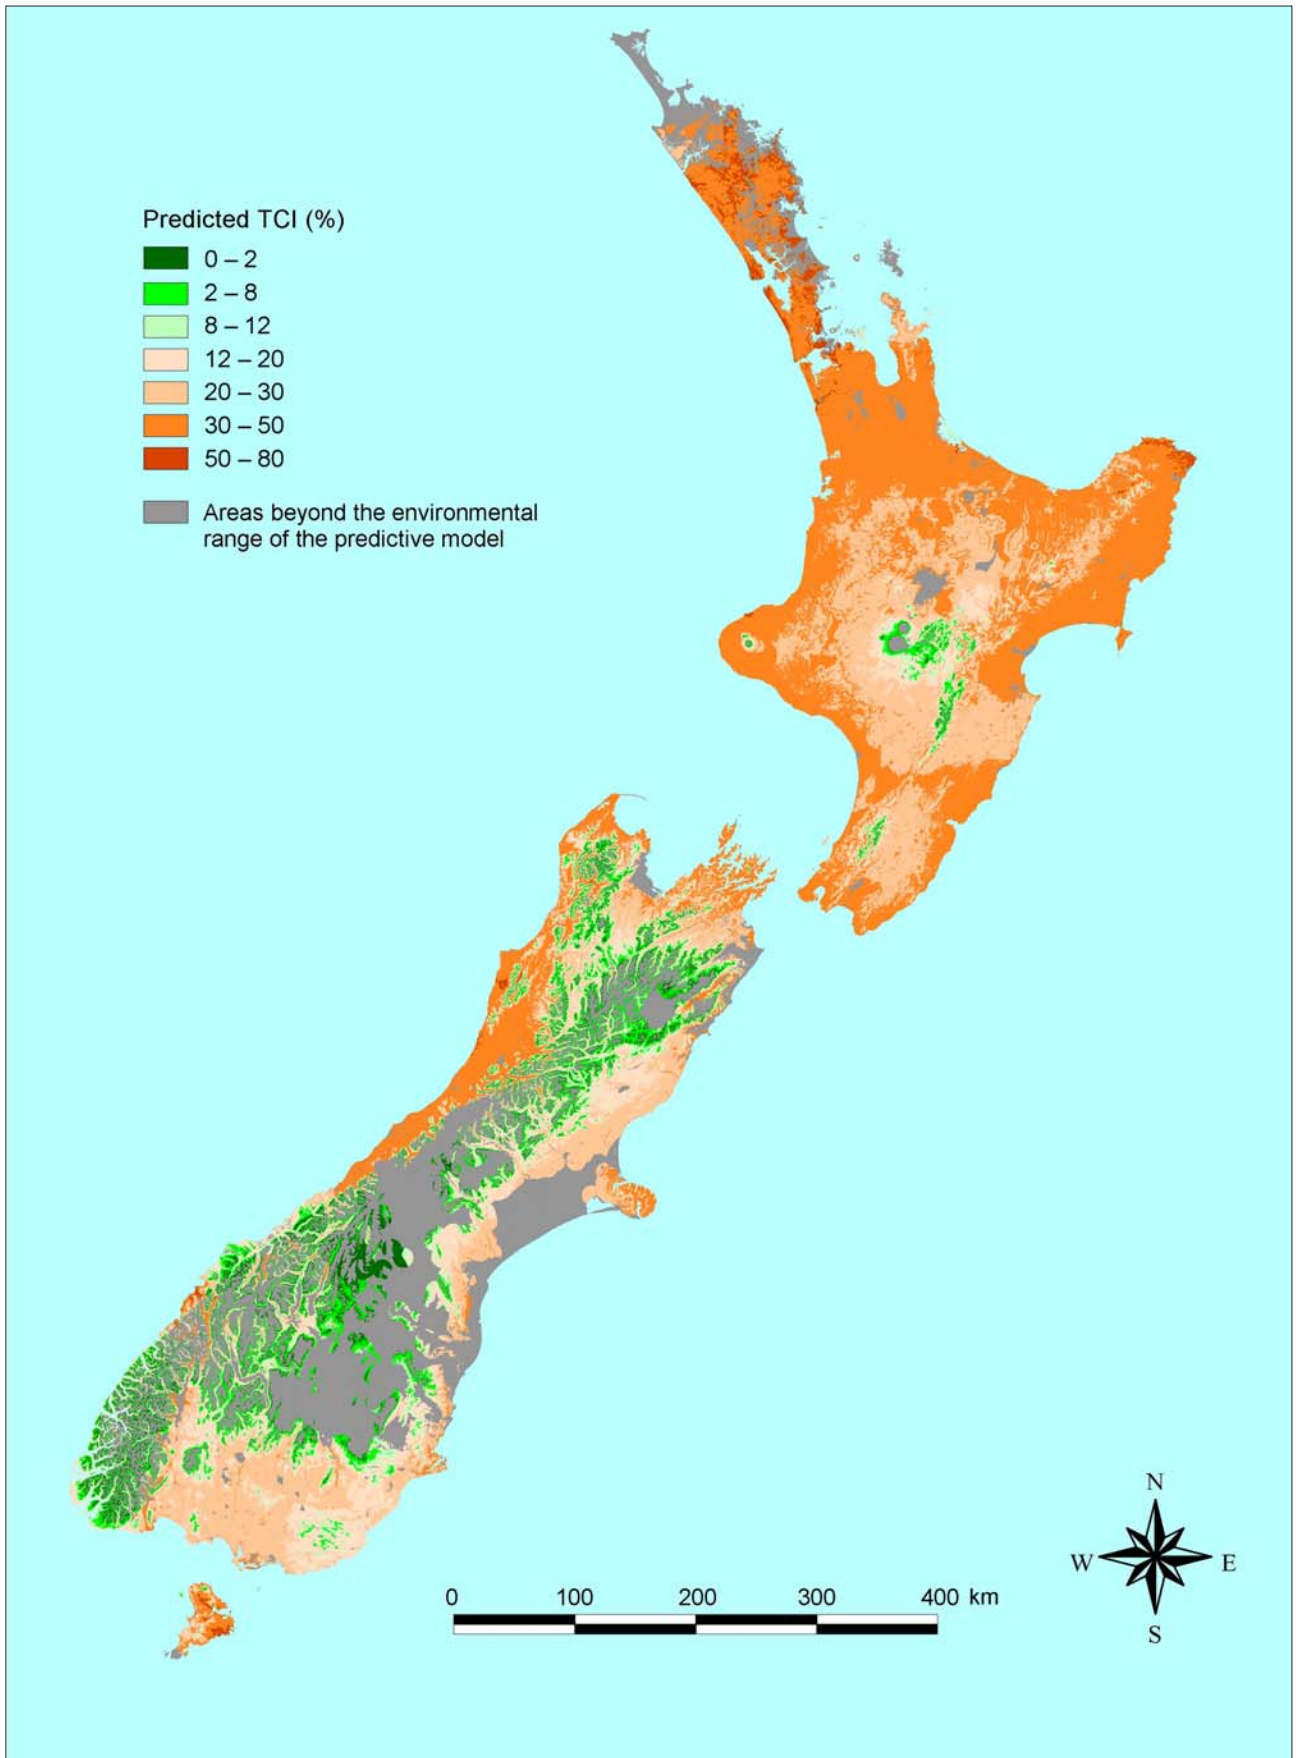 Predicted TCI (%)
0 – 2
2 – 8
8 – 12
12 – 20
20 – 30
30 – 50
50 – 80
Areas beyond the environmental
range of the predictive model
N
W E
S
0 100 200 300 400 km